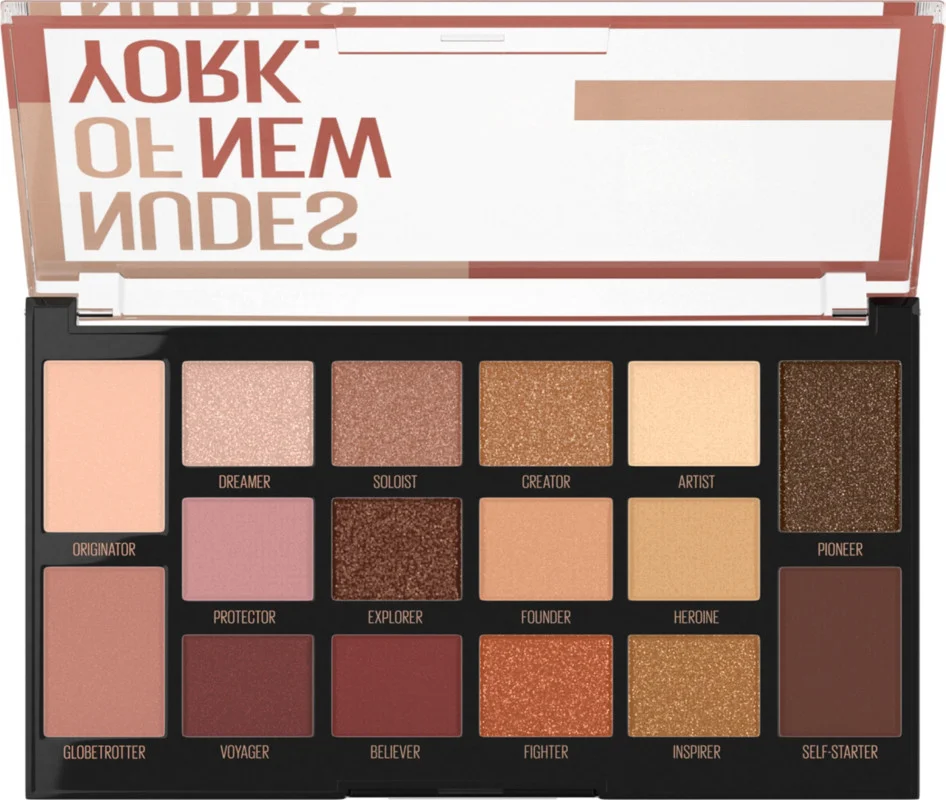 NUDES
OF NEW
YORK.
DREAMER SOLOIST CREATOR ARTIST
ORIGINATOR PIONEER
PROTECTOR EXPLORER FOUNDER HEROINE
GLOBETROTTER VOYAGER BELIEVER FIGHTER INSPIRER SELF-STARTER